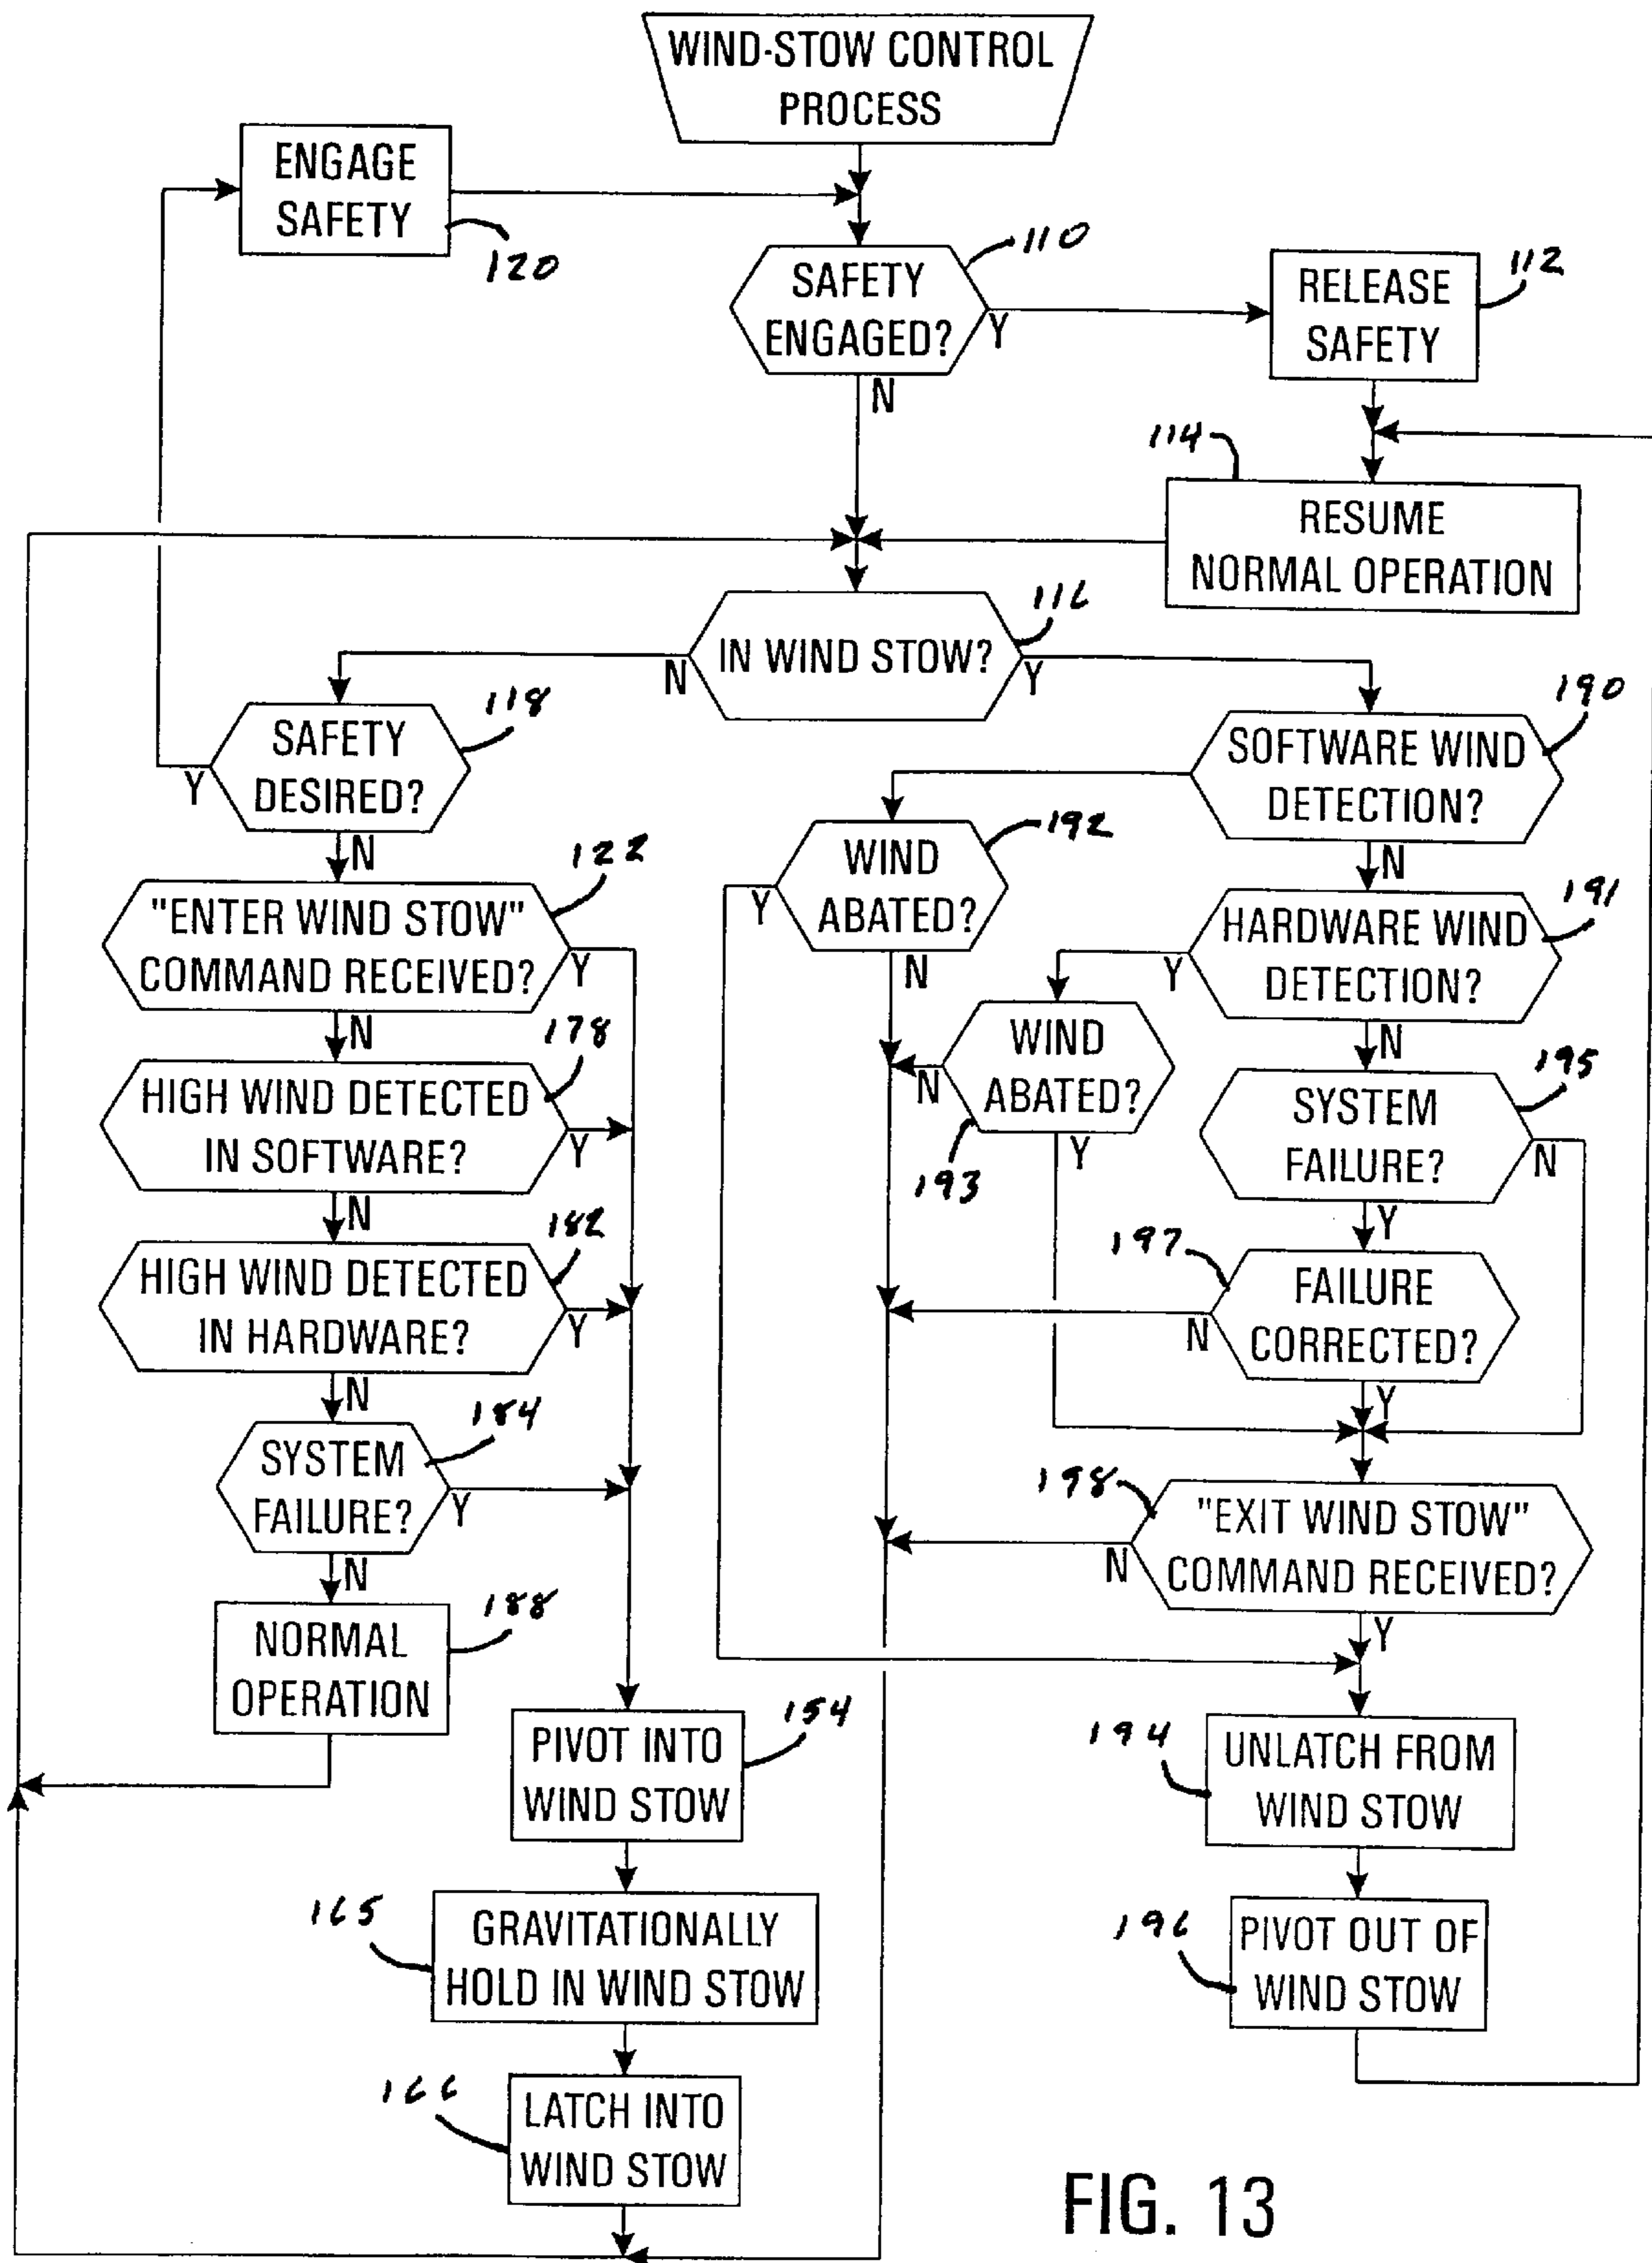 WIND-STOW CONTROL
PROCESS
ENGAGE
SAFETY
120
SAFETY
ENGAGED?
110
Y
N
RELEASE
SAFETY
112
114
RESUME
NORMAL OPERATION
IN WIND STOW?
116
N
Y
SAFETY
DESIRED?
118
Y
N
SOFTWARE WIND
DETECTION?
190
N
WIND
ABATED?
192
Y
N
"ENTER WIND STOW"
COMMAND RECEIVED?
122
Y
N
HARDWARE WIND
DETECTION?
191
Y
N
WIND
ABATED?
193
N
Y
HIGH WIND DETECTED
IN SOFTWARE?
178
Y
N
SYSTEM
FAILURE?
195
N
Y
HIGH WIND DETECTED
IN HARDWARE?
182
Y
N
197
FAILURE
CORRECTED?
N
Y
SYSTEM
FAILURE?
184
Y
N
198
"EXIT WIND STOW"
COMMAND RECEIVED?
N
Y
NORMAL
OPERATION
188
PIVOT INTO
WIND STOW
154
194
UNLATCH FROM
WIND STOW
165
GRAVITATIONALLY
HOLD IN WIND STOW
196
PIVOT OUT OF
WIND STOW
166
LATCH INTO
WIND STOW
FIG. 13